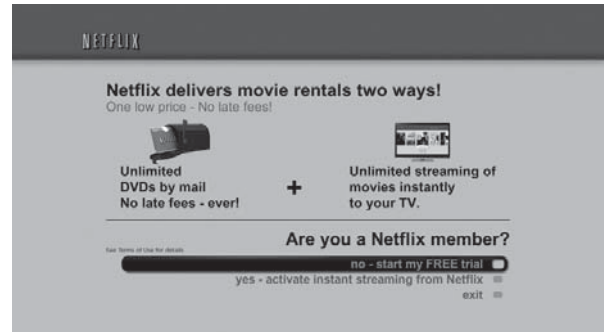 NETFLIX
Netflix delivers movie rentals two ways!
One low price - No late fees!
Unlimited
DVDs by mail
No late fees - ever!
+
Unlimited streaming of
movies instantly
to your TV.
Are you a Netflix member?
See Terms of Use for details
no - start my FREE trial
yes - activate instant streaming from Netflix
exit